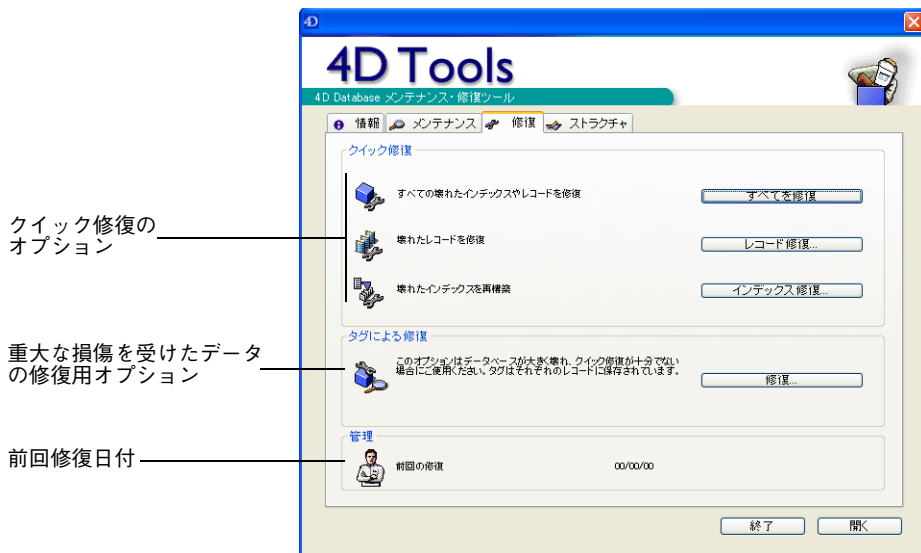 4D
4D Tools
4D Database メンテナンス・修復ツール
情報
メンテナンス
修復
ストラクチャ
クイック修復
すべての壊れたインデックスやレコードを修復
すべてを修復
クイック修復の
オプション
壊れたレコードを修復
レコード修復...
壊れたインデックスを再構築
インデックス修復...
タグによる修復
重大な損傷を受けたデータ
の修復用オプション
このオプションはデータベースが大きく壊れ、クイック修復が十分でない
場合にご使用ください。タグはそれぞれのレコードに保存されています。
修復...
管理
前回修復日付
前回の修復
00/00/00
終了
開く